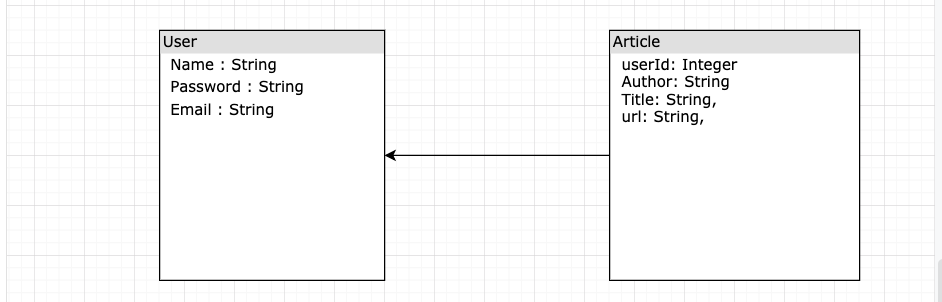 User
Name : String
Password : String
Email : String
Article
userId: Integer
Author: String
Title: String,
url: String,